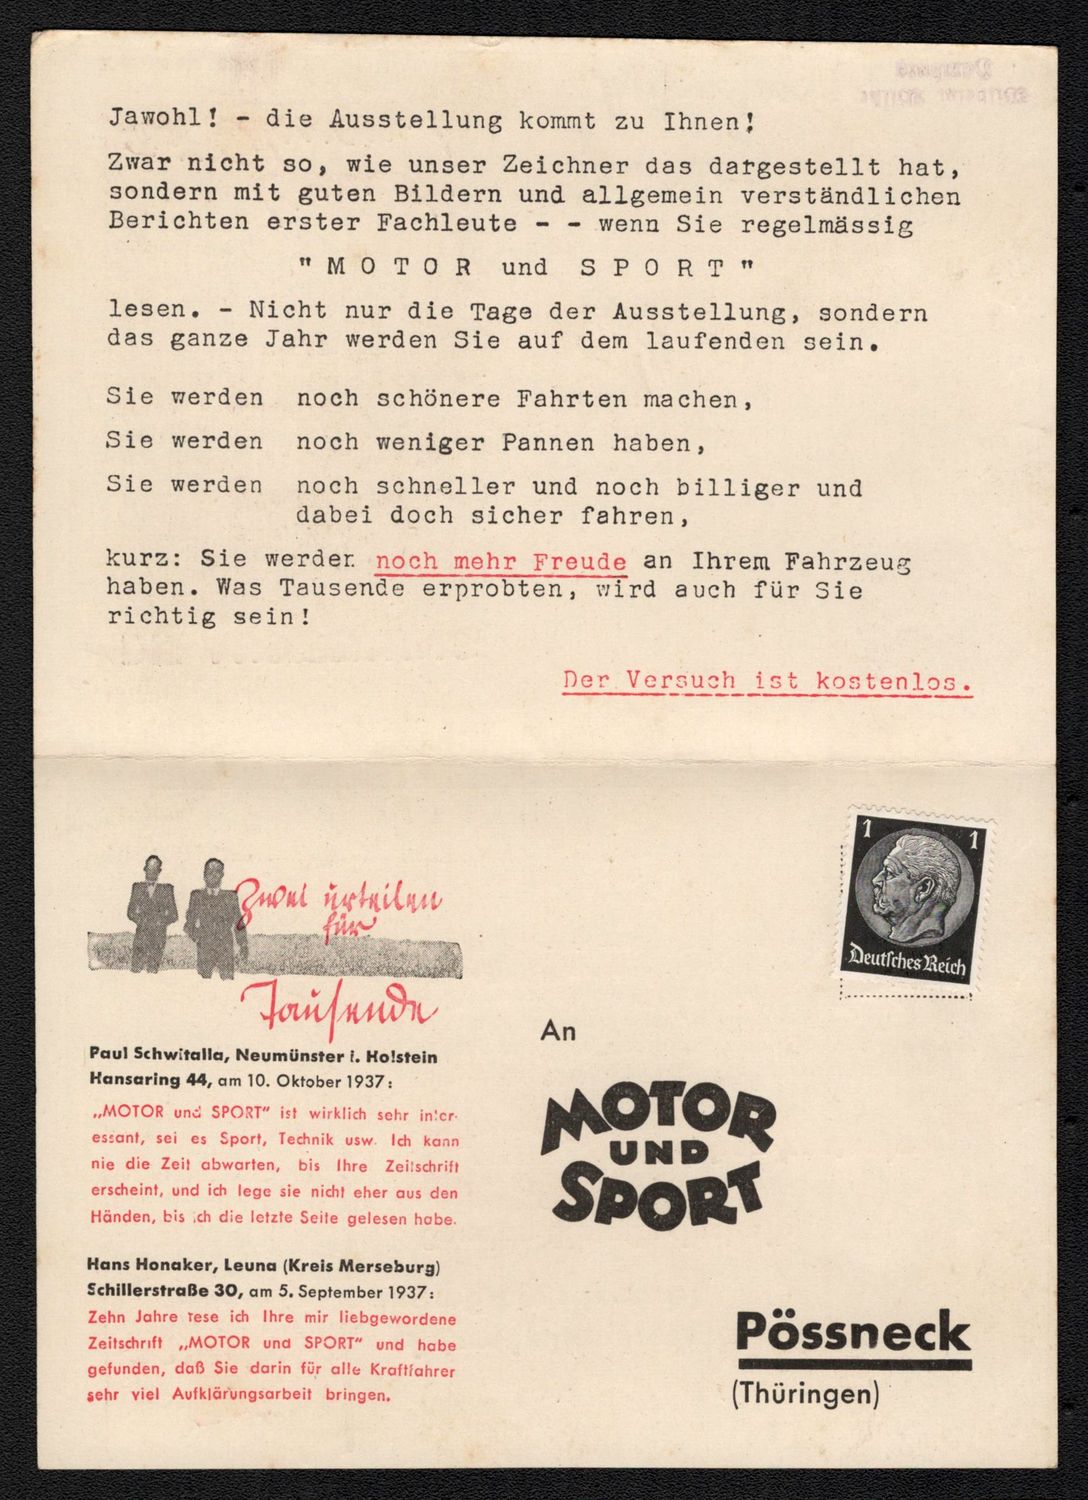 Jawohl! - die Ausstellung kommt zu Ihnen!
Zwar nicht so, wie unser Zeichner das dargestellt hat,
sondern mit guten Bildern und allgemein verständlichen
Berichten erster Fachleute - - wenn Sie regelmässig
"M O T O R und S P O R T"
lesen. - Nicht nur die Tage der Ausstellung, sondern
das ganze Jahr werden Sie auf dem laufenden sein.
Sie werden noch schönere Fahrten machen,
Sie werden noch weniger Pannen haben,
Sie werden noch schneller und noch billiger und
dabei doch sicher fahren,
kurz: Sie werden noch mehr Freude an Ihrem Fahrzeug
haben. Was Tausende erprobten, wird auch für Sie
richtig sein!
Der Versuch ist kostenlos.
1 1
Deutsches Reich
Zwei urteilen
für
Tausende
Paul Schwitalla, Neumünster i. Holstein
Hansaring 44, am 10. Oktober 1937:
„MOTOR und SPORT" ist wirklich sehr inter-
essant, sei es Sport, Technik usw. Ich kann
nie die Zeit abwarten, bis Ihre Zeitschrift
erscheint, und ich lege sie nicht eher aus den
Händen, bis ich die letzte Seite gelesen habe.
Hans Honaker, Leuna (Kreis Merseburg)
Schillerstraße 30, am 5. September 1937:
Zehn Jahre lese ich Ihre mir liebgewordene
Zeitschrift „MOTOR und SPORT" und habe
gefunden, daß Sie darin für alle Kraftfahrer
sehr viel Aufklärungsarbeit bringen.
An
MOTOR
UND
SPORT
Pössneck
(Thüringen)